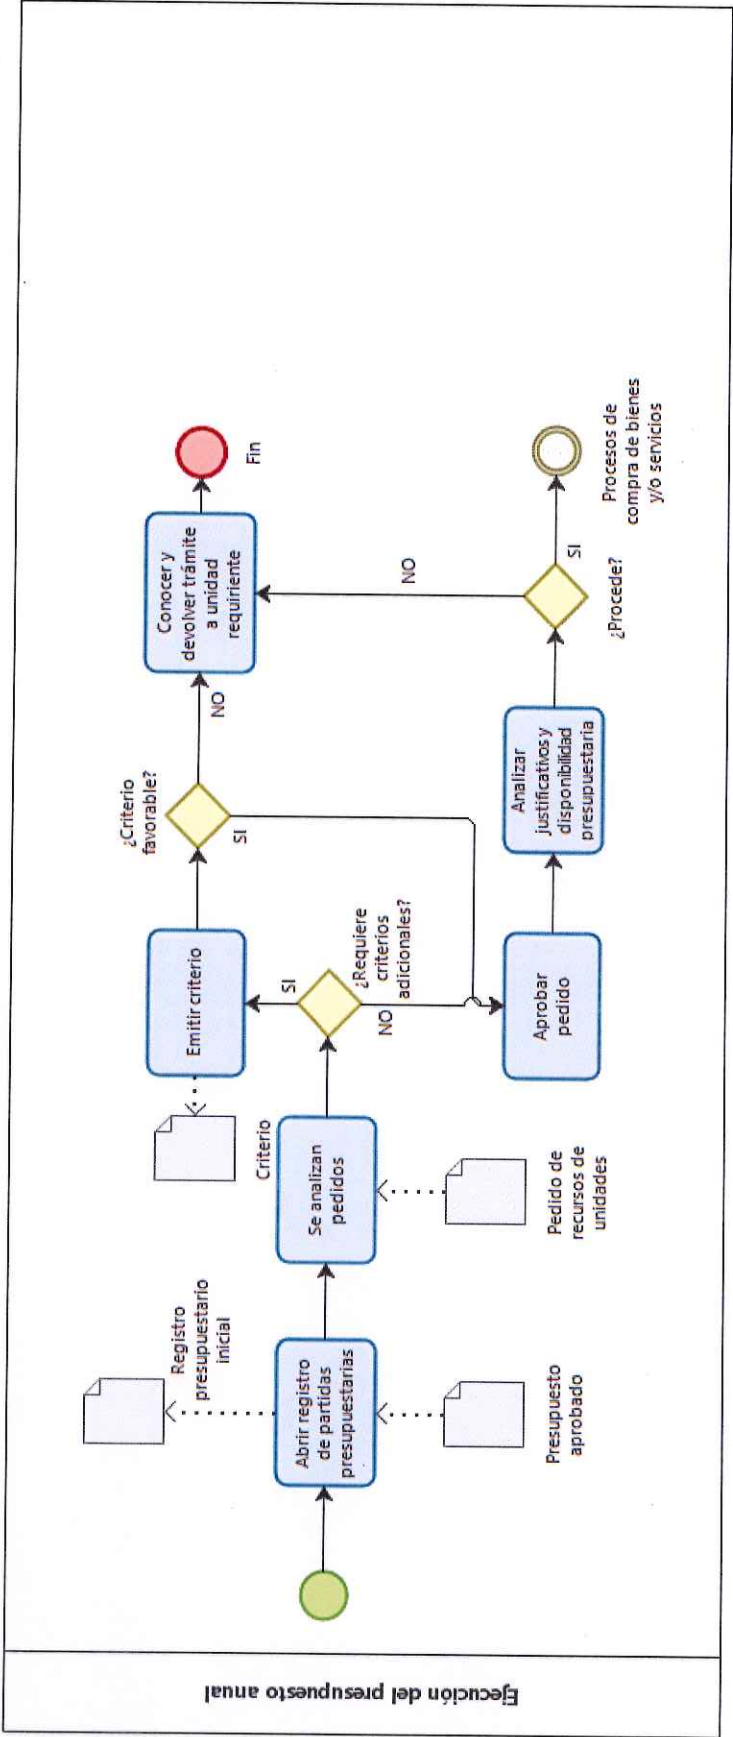 Ejecución del presupuesto anual
Abrir registro
de partidas
presupuestarias
Registro
presupuestario
inicial
Presupuesto
aprobado
Se analizan
pedidos
Pedido de
recursos de
unidades
¿Requiere
criterios
adicionales?
SI
NO
Emitir criterio
Criterio
¿Criterio
favorable?
SI
NO
Aprobar
pedido
Analizar
justificativos y
disponibilidad
presupuestaria
¿Procede?
NO
SI
Conocer y
devolver trámite
a unidad
requiriente
Fin
Procesos de
compra de bienes
y/o servicios